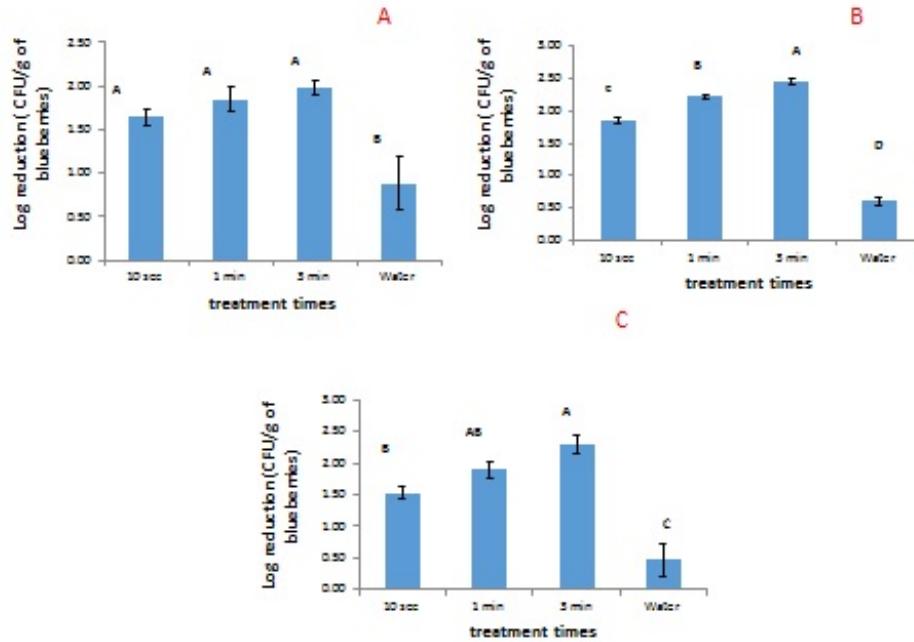 A
Log reduction ( CFU/g of
blueberries)
2.50
2.00
1.50
1.00
0.50
0.00
A
A
A
B
10 sec
1 min
3 min
Water
treatment times
B
Log reduction (CFU/g of
blueberries)
3.00
2.50
2.00
1.50
1.00
0.50
0.00
c
B
A
D
10 sec
1 min
3 min
Water
treatment times
C
Log reduction (CFU/g of
blueberries)
3.00
2.50
2.00
1.50
1.00
0.50
0.00
B
AB
A
C
10 sec
1 min
3 min
Water
treatment times